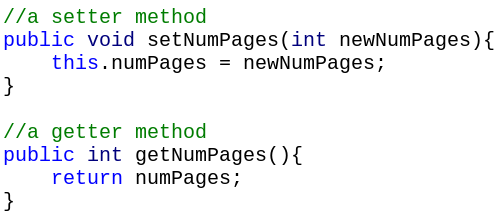 //a setter method
public void setNumPages(int newNumPages){
    this.numPages = newNumPages;
}

//a getter method
public int getNumPages(){
    return numPages;
}